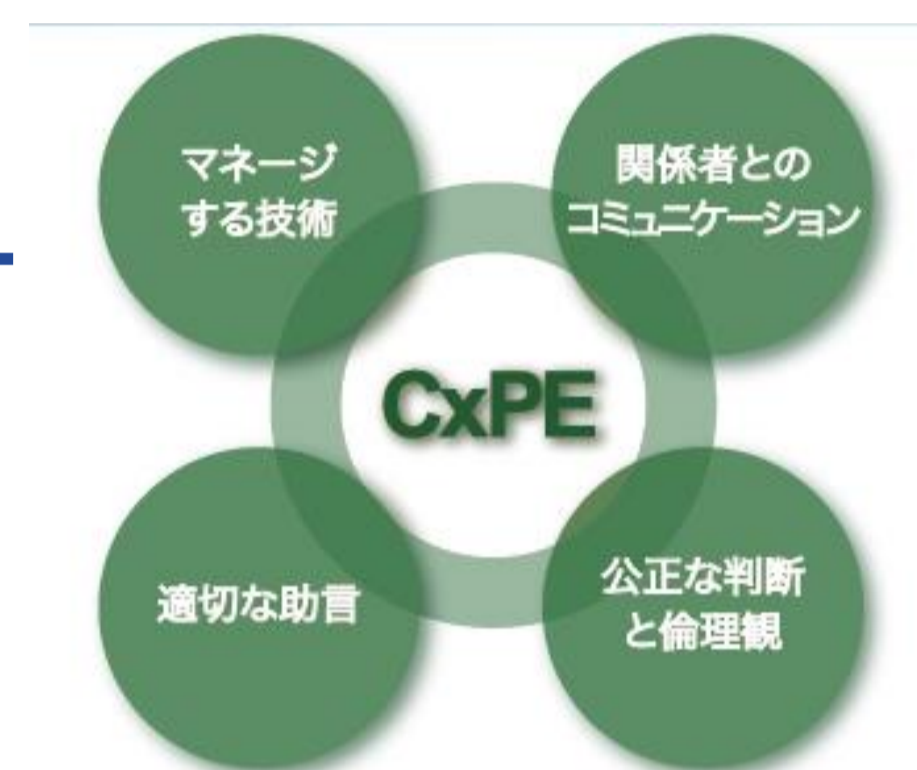 マネージ
する技術
関係者との
コミュニケーション
CxPE
適切な助言
公正な判断
と倫理観